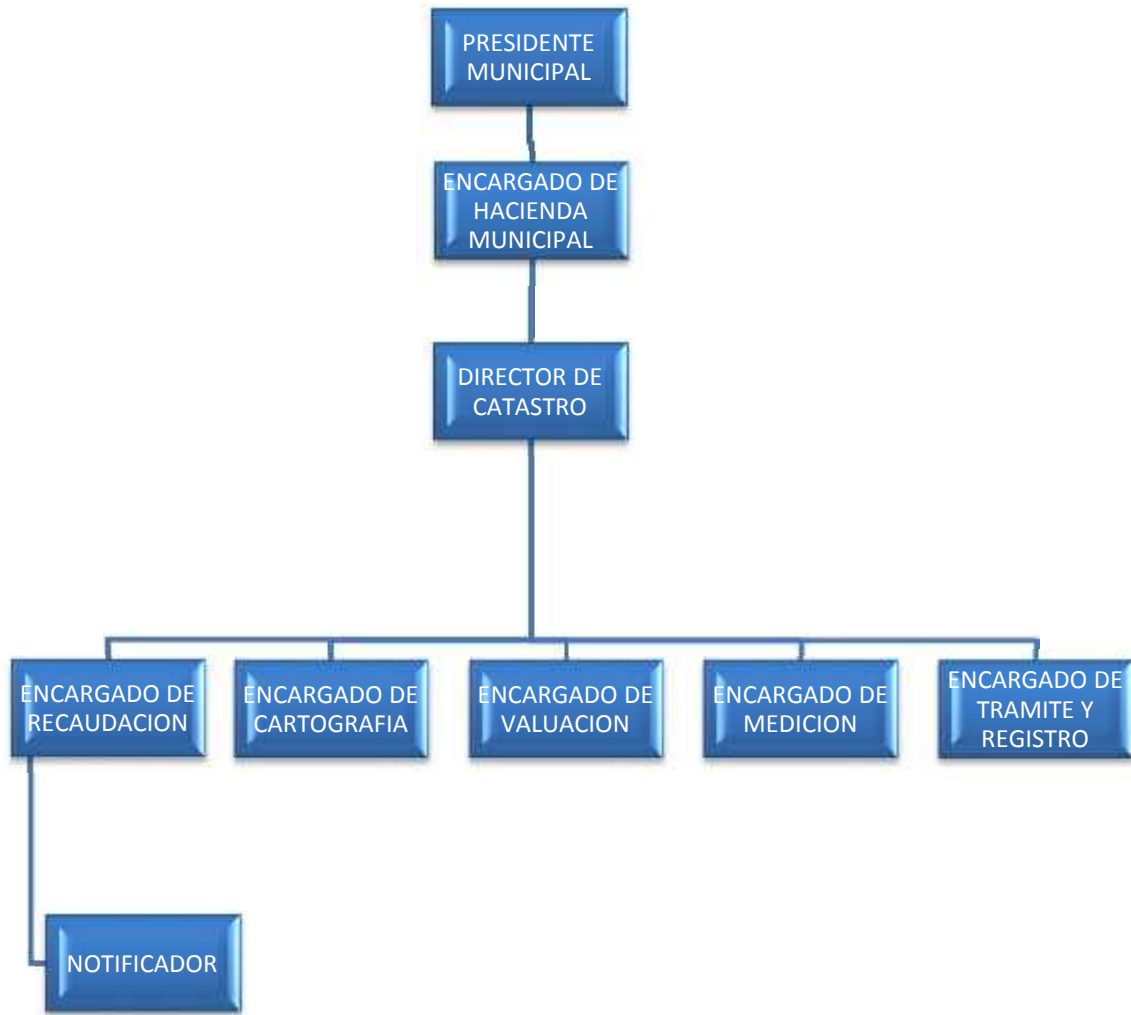 PRESIDENTE
MUNICIPAL
ENCARGADO DE
HACIENDA
MUNICIPAL
DIRECTOR DE
CATASTRO
ENCARGADO DE
RECAUDACION
ENCARGADO DE
CARTOGRAFIA
ENCARGADO DE
VALUACION
ENCARGADO DE
MEDICION
ENCARGADO DE
TRAMITE Y
REGISTRO
NOTIFICADOR